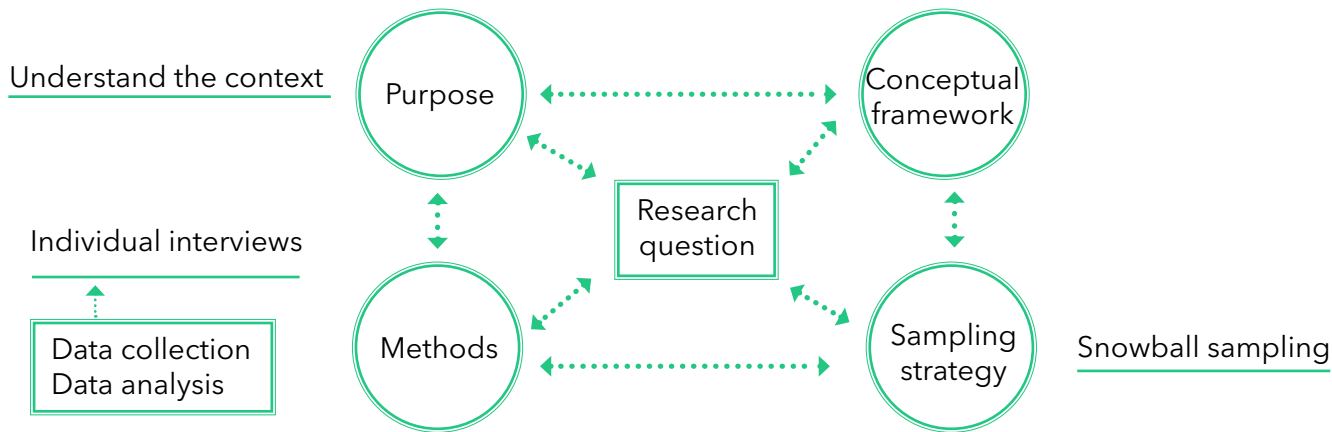 Understand the context
Purpose
Conceptual
framework
Research
question
Individual interviews
Data collection
Data analysis
Methods
Sampling
strategy
Snowball sampling